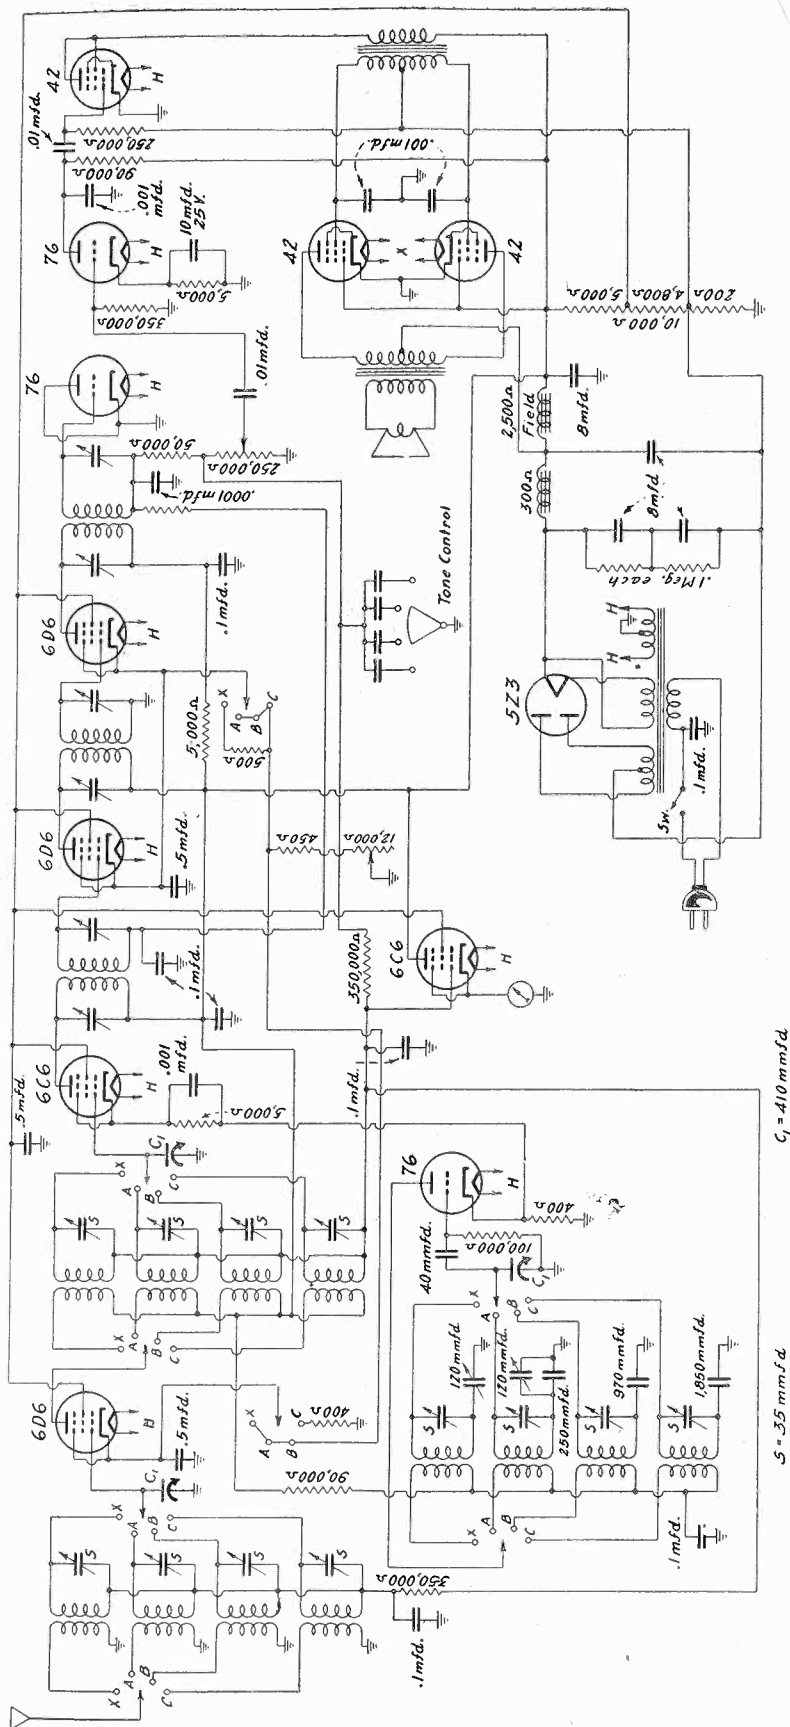 42
.01 mfd.
250,000Ω
90,000Ω
.001
mfd.
H
76
10 mfd.
25 V.
5,000Ω
H
350,000Ω
.01 mfd.
76
H
50,000Ω
250,000Ω
.0001 mfd.
6D6
H
.1 mfd.
5,000Ω
X
A
B
C
500Ω
6D6
H
.5 mfd.
450Ω
12,000Ω
.1 mfd.
350,000Ω
6C6
H
.1 mfd.
6C6
H
.5 mfd.
.001
mfd.
5,000Ω
C₁
X
A
B
C
S
S
S
S
X
A
B
C
6D6
H
.5 mfd.
C₁
X
A
B
C
400Ω
90,000Ω
X
A
B
C
S
S
S
S
X
A
B
C
.1 mfd.
350,000Ω
.001 mfd.
42
X
42
5,000Ω
10,000Ω
4,800Ω
200Ω
2,500Ω
Field
8 mfd.
300Ω
8 mfd
.1 Meg. each
Tone Control
5Z3
H
H
.1 mfd.
Sw.
76
H
40 mmfd.
100,000Ω
400Ω
C₁
X
A
B
C
120 mmfd.
120 mmfd.
250 mmfd.
970 mmfd.
1,850 mmfd.
S
S
S
S
X
A
B
C
.1 mfd.
C₁ = 410 mmfd
S = 35 mmfd